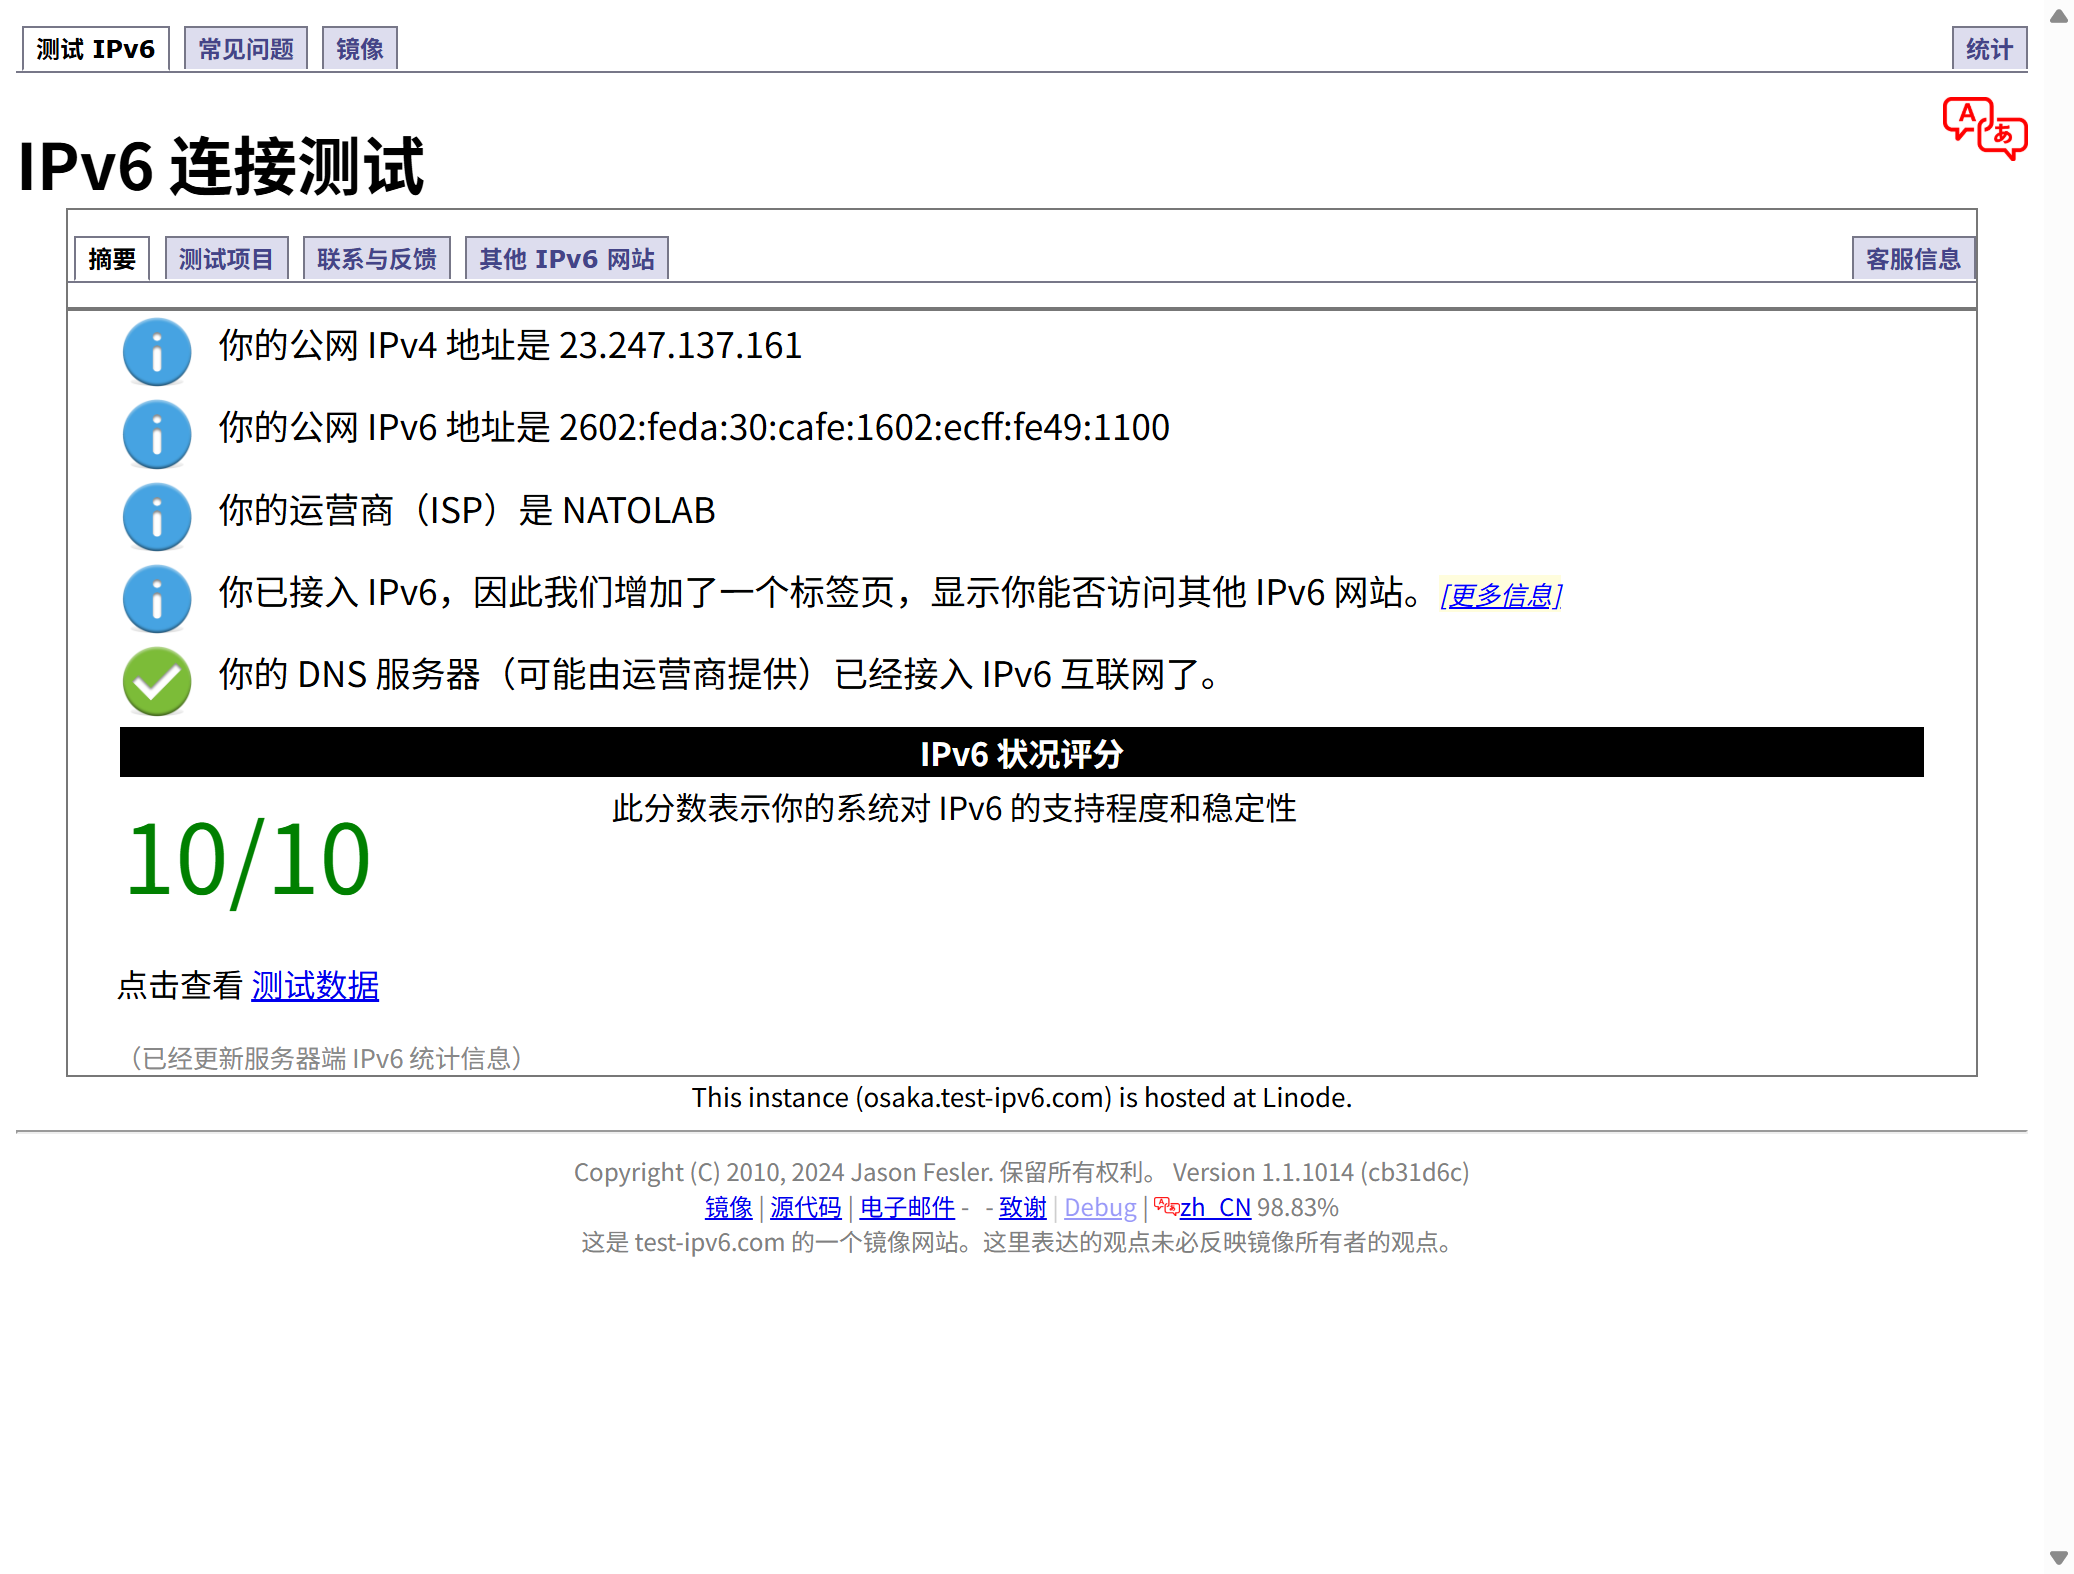 测试 IPv6 常见问题 镜像 统计
IPv6 连接测试
摘要 测试项目 联系与反馈 其他 IPv6 网站 客服信息
你的公网 IPv4 地址是 23.247.137.161
你的公网 IPv6 地址是 2602:feda:30:cafe:1602:ecff:fe49:1100
你的运营商（ISP）是 NATOLAB
你已接入 IPv6，因此我们增加了一个标签页，显示你能否访问其他 IPv6 网站。[更多信息]
你的 DNS 服务器（可能由运营商提供）已经接入 IPv6 互联网了。
IPv6 状况评分
此分数表示你的系统对 IPv6 的支持程度和稳定性
10/10
点击查看 测试数据
（已经更新服务器端 IPv6 统计信息）
This instance (osaka.test-ipv6.com) is hosted at Linode.
Copyright (C) 2010, 2024 Jason Fesler. 保留所有权利。 Version 1.1.1014 (cb31d6c)
镜像 | 源代码 | 电子邮件 - - 致谢 | Debug | zh_CN 98.83%
这是 test-ipv6.com 的一个镜像网站。这里表达的观点未必反映镜像所有者的观点。